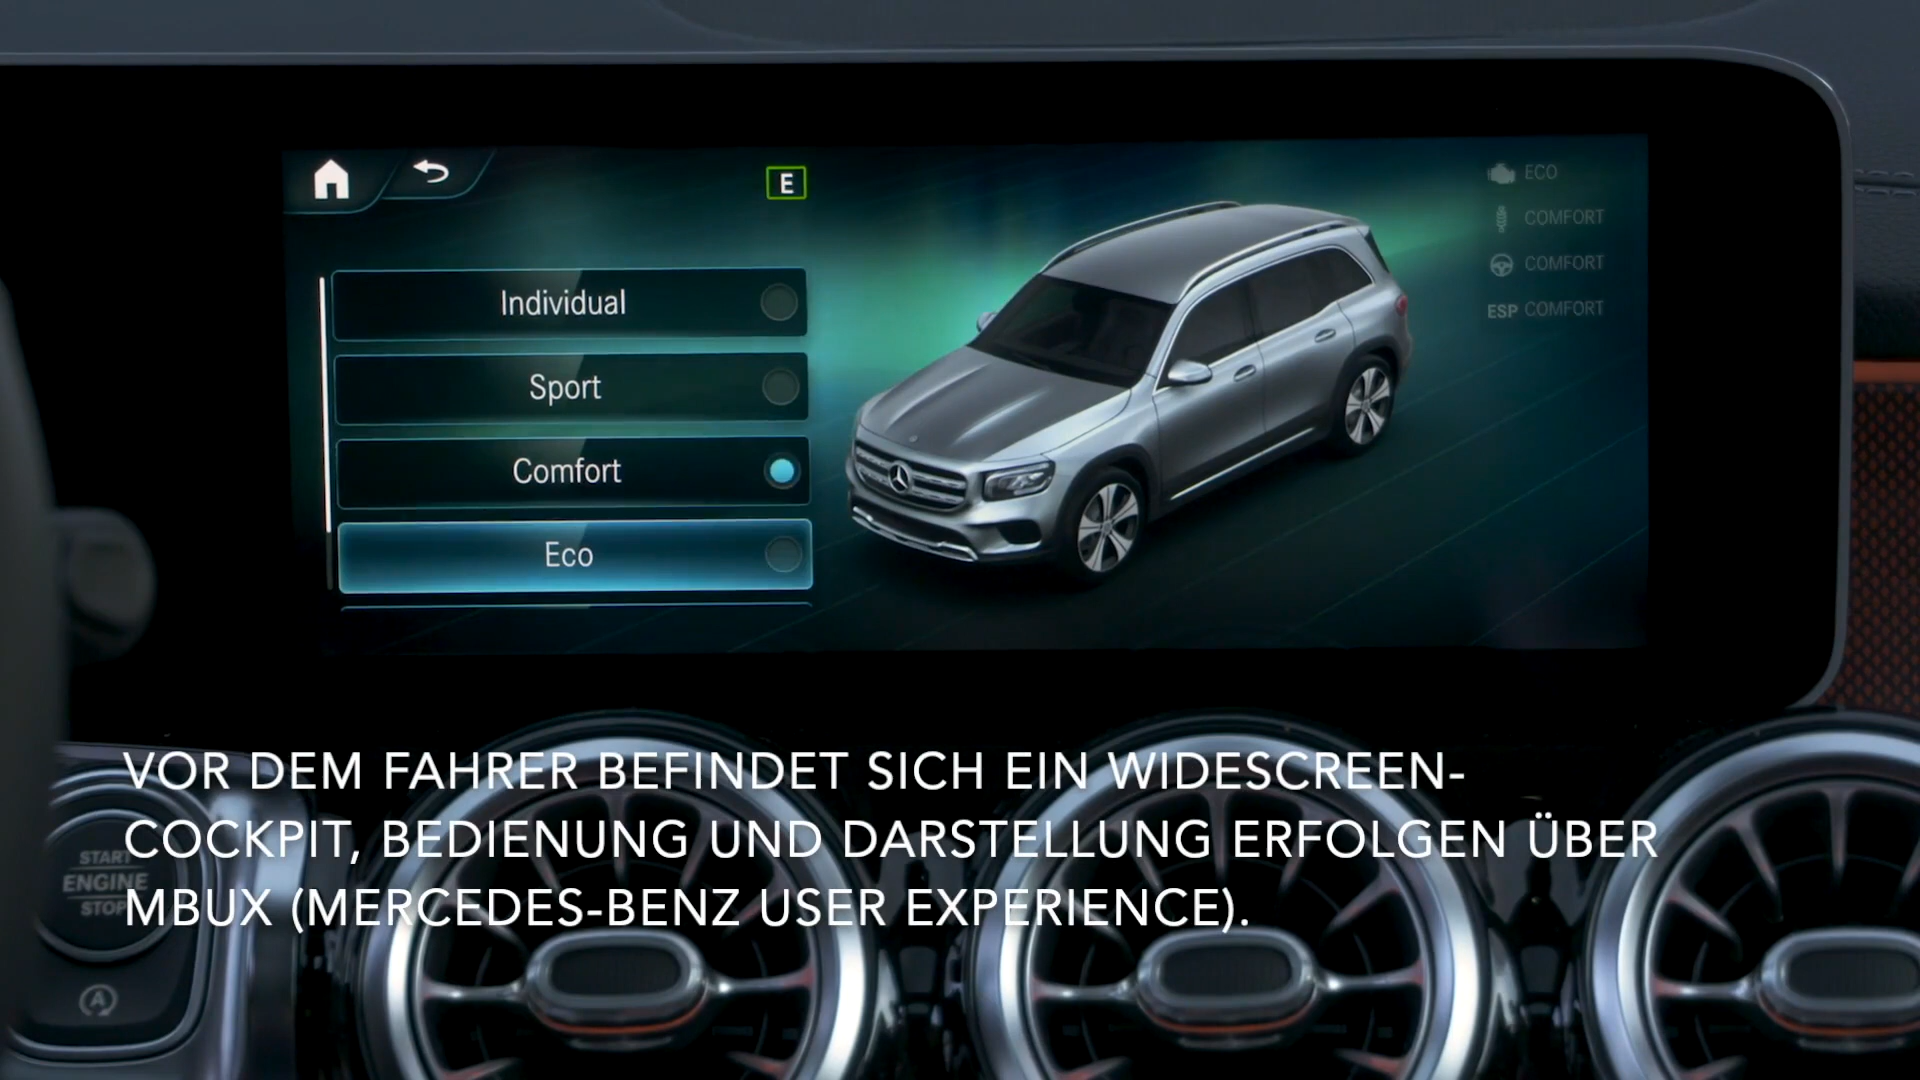 E
ECO
COMFORT
COMFORT
ESP COMFORT
Individual
Sport
Comfort
Eco
VOR DEM FAHRER BEFINDET SICH EIN WIDESCREEN-
COCKPIT, BEDIENUNG UND DARSTELLUNG ERFOLGEN ÜBER
MBUX (MERCEDES-BENZ USER EXPERIENCE).
START
ENGINE
STOP
A